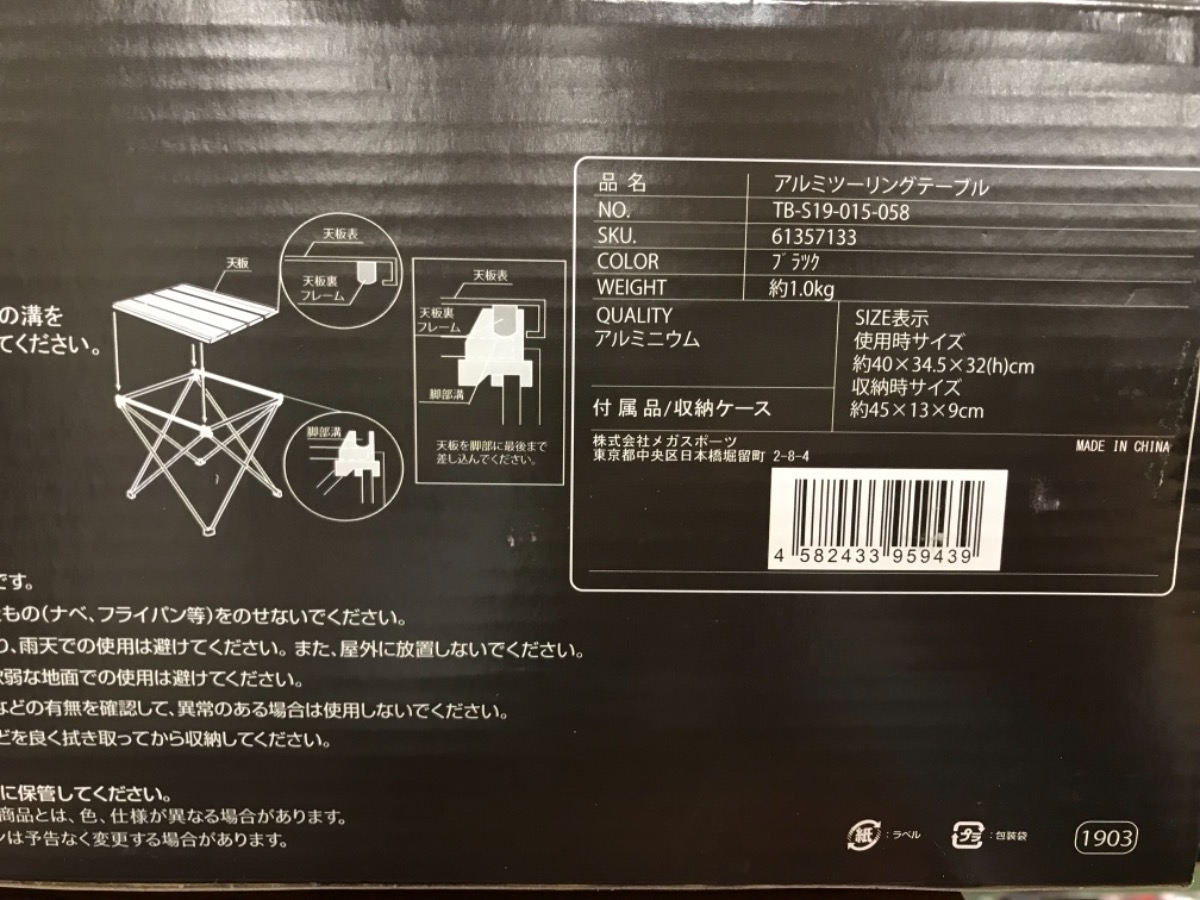 の溝を
てください。
天板
天板表
天板裏
フレーム
脚部溝
天板表
天板裏
フレーム
脚部溝
天板を脚部に最後まで
差し込んでください。
品 名 アルミツーリングテーブル
NO. TB-S19-015-058
SKU. 61357133
COLOR ブラック
WEIGHT 約1.0kg
QUALITY
アルミニウム
SIZE表示
使用時サイズ
約40×34.5×32(h)cm
収納時サイズ
約45×13×9cm
付 属 品/収納ケース
株式会社メガスポーツ
東京都中央区日本橋堀留町 2-8-4
MADE IN CHINA
4 582433 959439
です。
もの(ナベ、フライパン等)をのせないでください。
り、雨天での使用は避けてください。また、屋外に放置しないでください。
弱な地面での使用は避けてください。
などの有無を確認して、異常のある場合は使用しないでください。
どを良く拭き取ってから収納してください。
に保管してください。
商品とは、色、仕様が異なる場合があります。
ンは予告なく変更する場合があります。
紙:ラベル
プラ:包装袋
1903